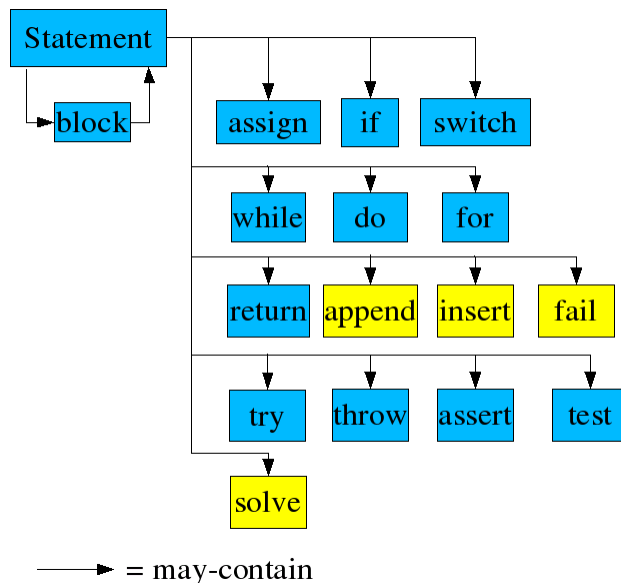 Statement
block
assign if switch
while do for
return append insert fail
try throw assert test
solve
= may-contain